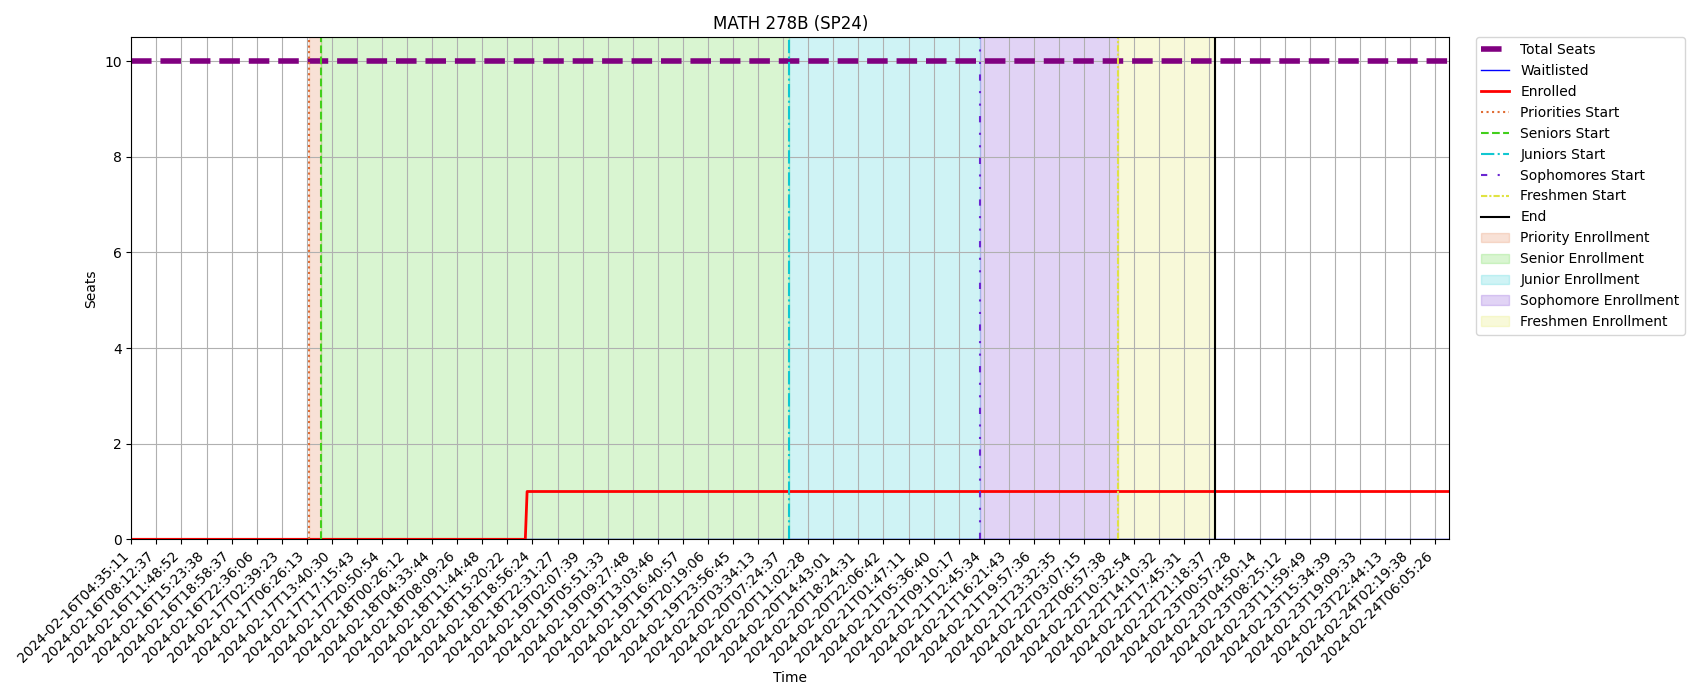 MATH 278B (SP24)
Seats
10
8
6
4
2
0
2024-02-16T04:35:11
2024-02-16T08:12:37
2024-02-16T11:48:52
2024-02-16T15:23:38
2024-02-16T18:58:37
2024-02-16T22:36:06
2024-02-17T02:39:23
2024-02-17T06:26:13
2024-02-17T13:40:30
2024-02-17T17:15:43
2024-02-17T20:50:54
2024-02-18T00:26:12
2024-02-18T04:33:44
2024-02-18T08:09:26
2024-02-18T11:44:48
2024-02-18T15:20:22
2024-02-18T18:56:24
2024-02-18T22:31:27
2024-02-19T02:07:39
2024-02-19T05:51:33
2024-02-19T09:27:48
2024-02-19T13:03:46
2024-02-19T16:40:57
2024-02-19T20:19:06
2024-02-19T23:56:45
2024-02-20T03:34:13
2024-02-20T07:24:37
2024-02-20T11:02:28
2024-02-20T14:43:01
2024-02-20T18:24:31
2024-02-20T22:06:42
2024-02-21T01:47:11
2024-02-21T05:36:40
2024-02-21T09:10:17
2024-02-21T12:45:34
2024-02-21T16:21:43
2024-02-21T19:57:36
2024-02-21T23:32:35
2024-02-22T03:07:15
2024-02-22T06:57:38
2024-02-22T10:32:54
2024-02-22T14:10:32
2024-02-22T17:45:31
2024-02-22T21:18:37
2024-02-23T00:57:28
2024-02-23T04:50:14
2024-02-23T08:25:12
2024-02-23T11:59:49
2024-02-23T15:34:39
2024-02-23T19:09:33
2024-02-23T22:44:13
2024-02-24T02:19:38
2024-02-24T06:05:26
Time
Total Seats
Waitlisted
Enrolled
Priorities Start
Seniors Start
Juniors Start
Sophomores Start
Freshmen Start
End
Priority Enrollment
Senior Enrollment
Junior Enrollment
Sophomore Enrollment
Freshmen Enrollment